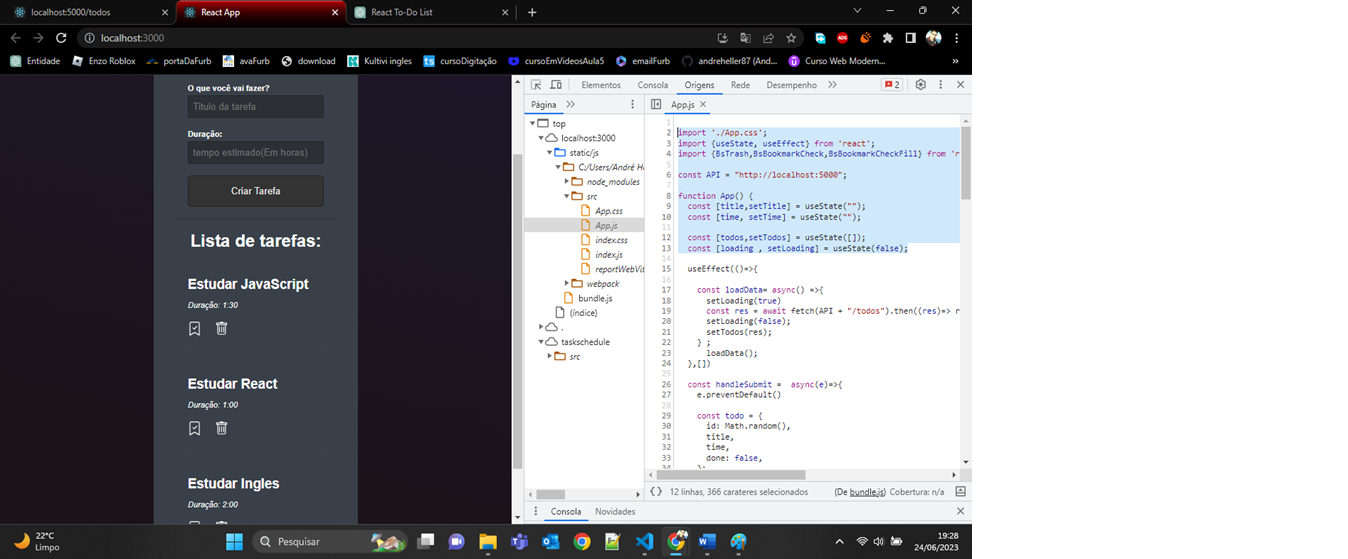 localhost:5000/todos
React App
React To-Do List
localhost:3000
Entidade
Enzo Roblox
portaDaFurb
avaFurb
download
Kultivi ingles
cursoDigitação
cursoEmVideosAula5
emailFurb
andreheller87 (And...
Curso Web Modern...
»
O que você vai fazer?
Título da tarefa
Duração:
tempo estimado(Em horas)
Criar Tarefa
Lista de tarefas:
Estudar JavaScript
Duração: 1:30
Estudar React
Duração: 1:00
Estudar Ingles
Duração: 2:00
Elementos
Consola
Origens
Rede
Desempenho
2
Página
App.js
top
localhost:3000
static/js
C:/Users/André He
node_modules
src
App.css
App.js
index.css
index.js
reportWebVit
webpack
bundle.js
(índice)
.
taskschedule
src
1
2 import './App.css';
3 import {useState, useEffect} from 'react';
4 import {BsTrash,BsBookmarkCheck,BsBookmarkCheckFill} from 'r
5
6 const API = "http://localhost:5000";
7
8 function App() {
9 const [title,setTitle] = useState("");
10 const [time, setTime] = useState("");
11
12 const [todos,setTodos] = useState([]);
13 const [loading , setLoading] = useState(false);
14
15 useEffect(()=>{
16
17 const loadData= async() =>{
18 setLoading(true)
19 const res = await fetch(API + "/todos").then((res)=> r
20 setLoading(false);
21 setTodos(res);
22 } ;
23 loadData();
24 },[])
25
26 const handleSubmit = async(e)=>{
27 e.preventDefault()
28
29 const todo = {
30 id: Math.random(),
31 title,
32 time,
33 done: false,
34 };
{} 12 linhas, 366 carateres selecionados
(De bundle.js) Cobertura: n/a
Consola
Novidades
22°C
Limpo
Pesquisar
19:28
24/06/2023